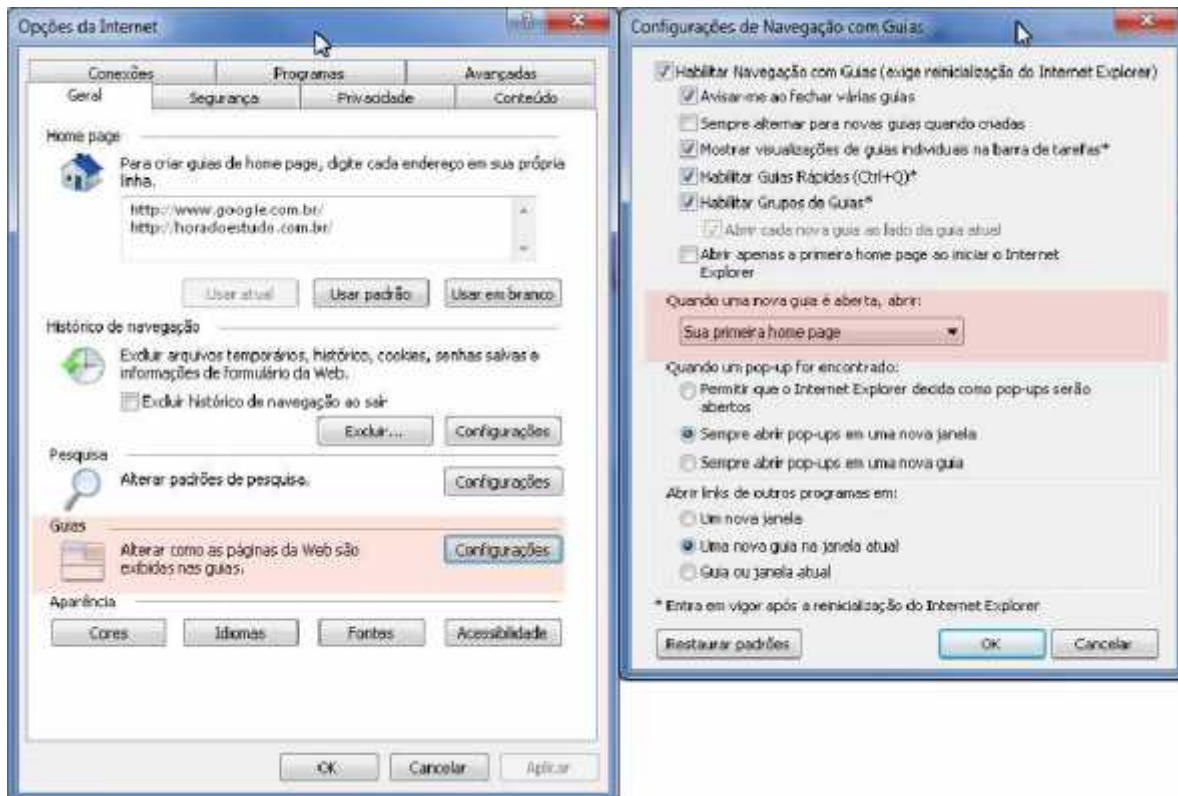 Opções da Internet
Conexões
Programas
Avançadas
Geral
Segurança
Privacidade
Conteúdo
Home page
Para criar guias de home page, digite cada endereço em sua própria
linha.
http://www.google.com.br/
http://horadoestudo.com.br/
Usar atual
Usar padrão
Usar em branco
Histórico de navegação
Excluir arquivos temporários, histórico, cookies, senhas salvas e
informações de formulário da Web.
Excluir histórico de navegação ao sair
Excluir...
Configurações
Pesquisa
Alterar padrões de pesquisa.
Configurações
Guias
Alterar como as páginas da Web são
exibidas nas guias.
Configurações
Aparência
Cores
Idiomas
Fontes
Acessibilidade
OK
Cancelar
Aplicar
Configurações de Navegação com Guias
Habilitar Navegação com Guias (exige reinicialização do Internet Explorer)
Avisar-me ao fechar várias guias
Sempre alternar para novas guias quando criadas
Mostrar visualizações de guias individuais na barra de tarefas*
Habilitar Guias Rápidas (Ctrl+Q)*
Habilitar Grupos de Guias*
Abrir cada nova guia ao lado da guia atual
Abrir apenas a primeira home page ao iniciar o Internet
Explorer
Quando uma nova guia é aberta, abrir:
Sua primeira home page
Quando um pop-up for encontrado:
Permitir que o Internet Explorer decida como pop-ups serão
abertos
Sempre abrir pop-ups em uma nova janela
Sempre abrir pop-ups em uma nova guia
Abrir links de outros programas em:
Um nova janela
Uma nova guia na janela atual
Guia ou janela atual
* Entra em vigor após a reinicialização do Internet Explorer
Restaurar padrões
OK
Cancelar